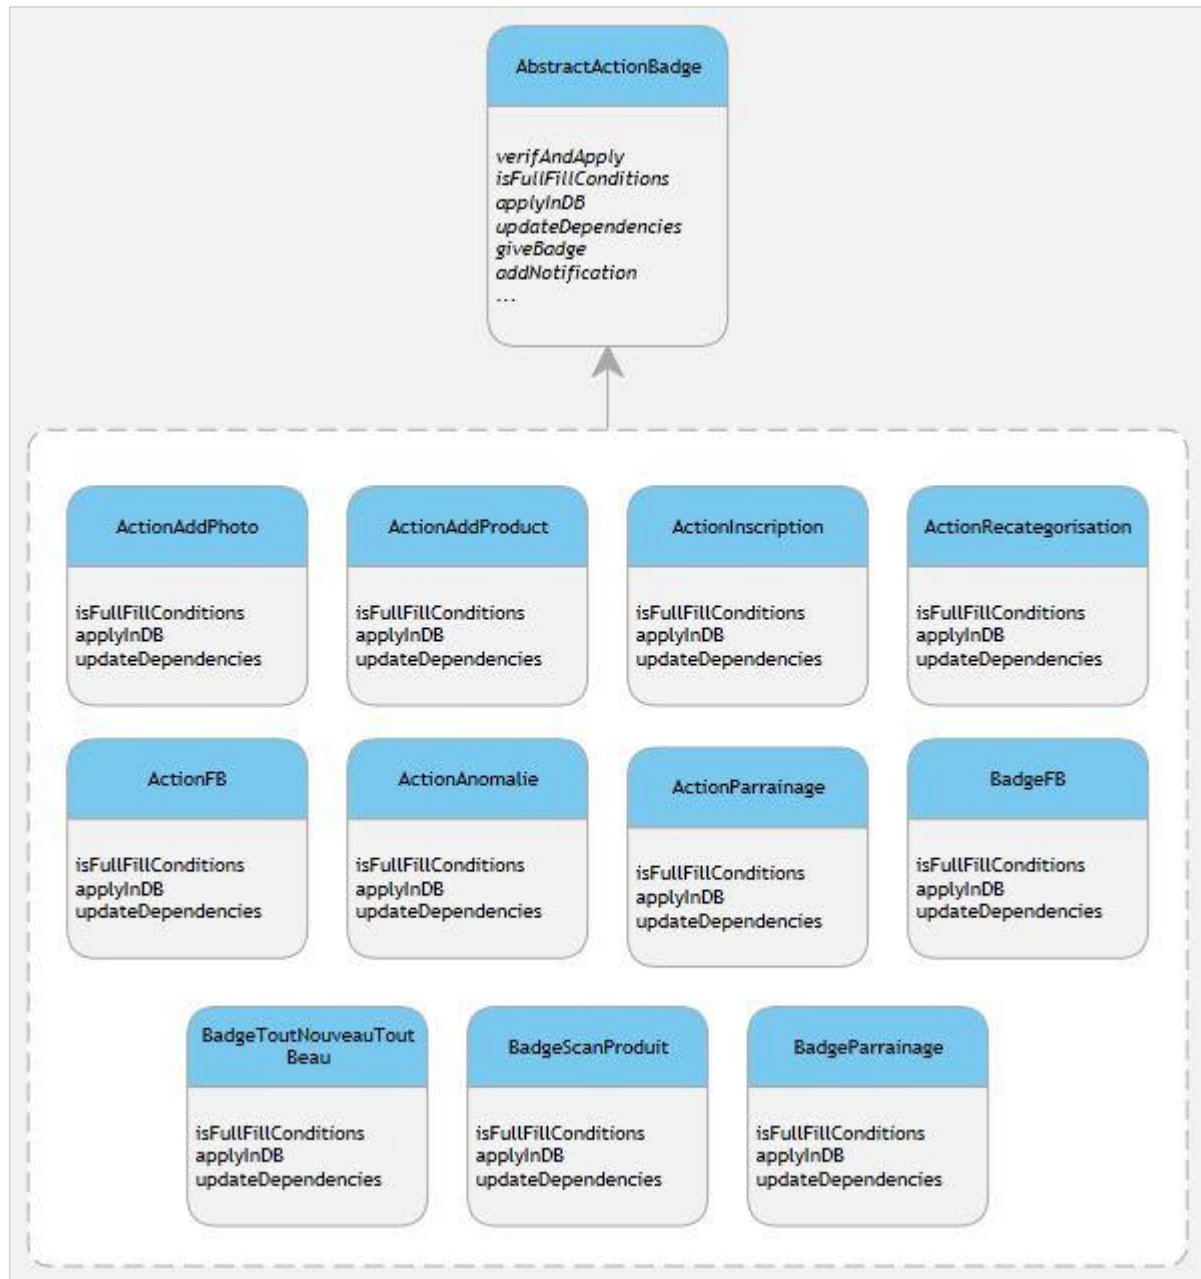 AbstractActionBadge
verifAndApply
isFullFillConditions
applyInDB
updateDependencies
giveBadge
addNotification
...
ActionAddPhoto
isFullFillConditions
applyInDB
updateDependencies
ActionAddProduct
isFullFillConditions
applyInDB
updateDependencies
ActionInscription
isFullFillConditions
applyInDB
updateDependencies
ActionRecategorisation
isFullFillConditions
applyInDB
updateDependencies
ActionFB
isFullFillConditions
applyInDB
updateDependencies
ActionAnomalie
isFullFillConditions
applyInDB
updateDependencies
ActionParrainage
isFullFillConditions
applyInDB
updateDependencies
BadgeFB
isFullFillConditions
applyInDB
updateDependencies
BadgeToutNouveauTout
Beau
isFullFillConditions
applyInDB
updateDependencies
BadgeScanProduit
isFullFillConditions
applyInDB
updateDependencies
BadgeParrainage
isFullFillConditions
applyInDB
updateDependencies